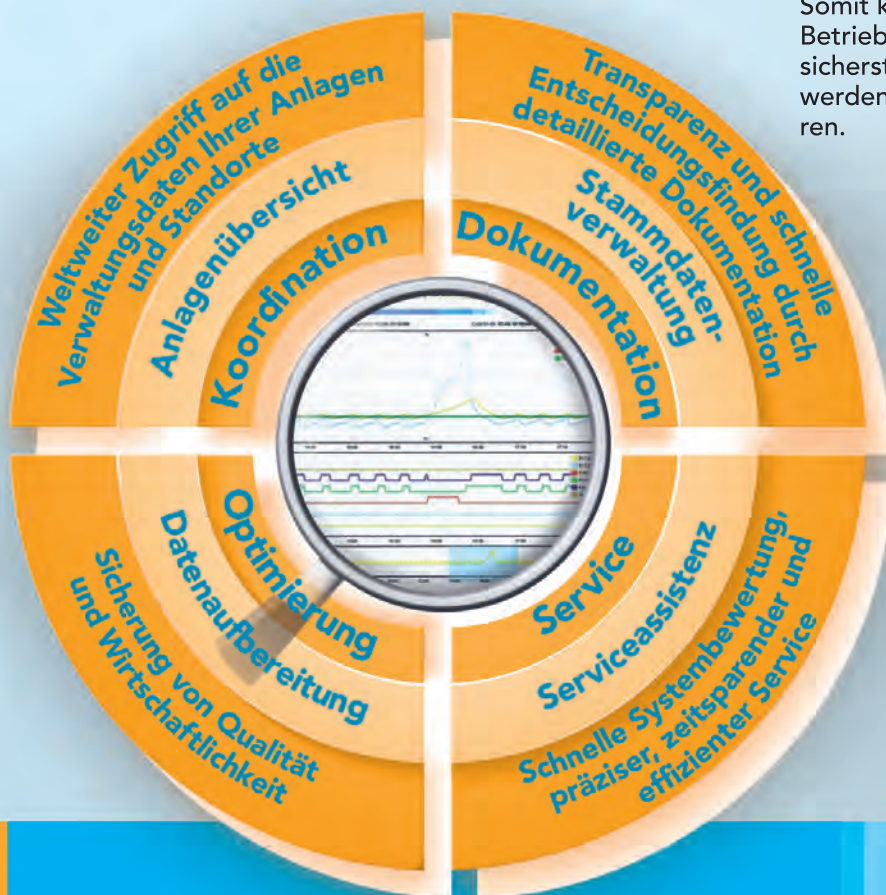 Somit k
Betrieb
sicherst
werden
ren.
Weltweiter Zugriff auf die
Verwaltungsdaten Ihrer Anlagen
und Standorte
Anlagenübersicht
Koordination
Transparenz und schnelle
Entscheidungsfindung durch
detaillierte Dokumentation
Stammdaten-
verwaltung
Dokumentation
Optimierung
Datenaufbereitung
Sicherung von Qualität
und Wirtschaftlichkeit
Service
Serviceassistenz
Schnelle Systembewertung,
präziser, zeitsparender und
effizienter Service